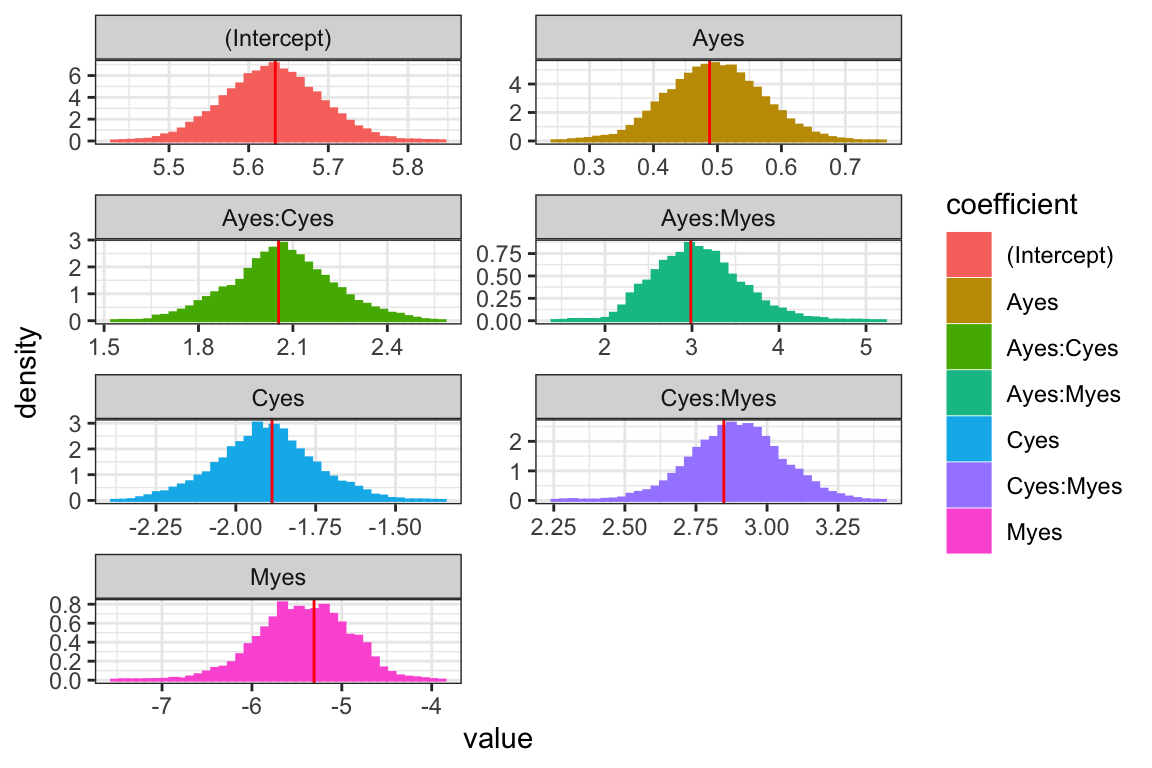 (Intercept)
Ayes
6
4
2
0
4
2
0
5.5 5.6 5.7 5.8
0.3 0.4 0.5 0.6 0.7
Ayes:Cyes
Ayes:Myes
3
2
1
0
0.75
0.50
0.25
0.00
1.5 1.8 2.1 2.4
2 3 4 5
Cyes
Cyes:Myes
3
2
1
0
2
1
0
-2.25 -2.00 -1.75 -1.50
2.25 2.50 2.75 3.00 3.25
Myes
0.8
0.6
0.4
0.2
0.0
-7 -6 -5 -4
value
density
coefficient
(Intercept)
Ayes
Ayes:Cyes
Ayes:Myes
Cyes
Cyes:Myes
Myes